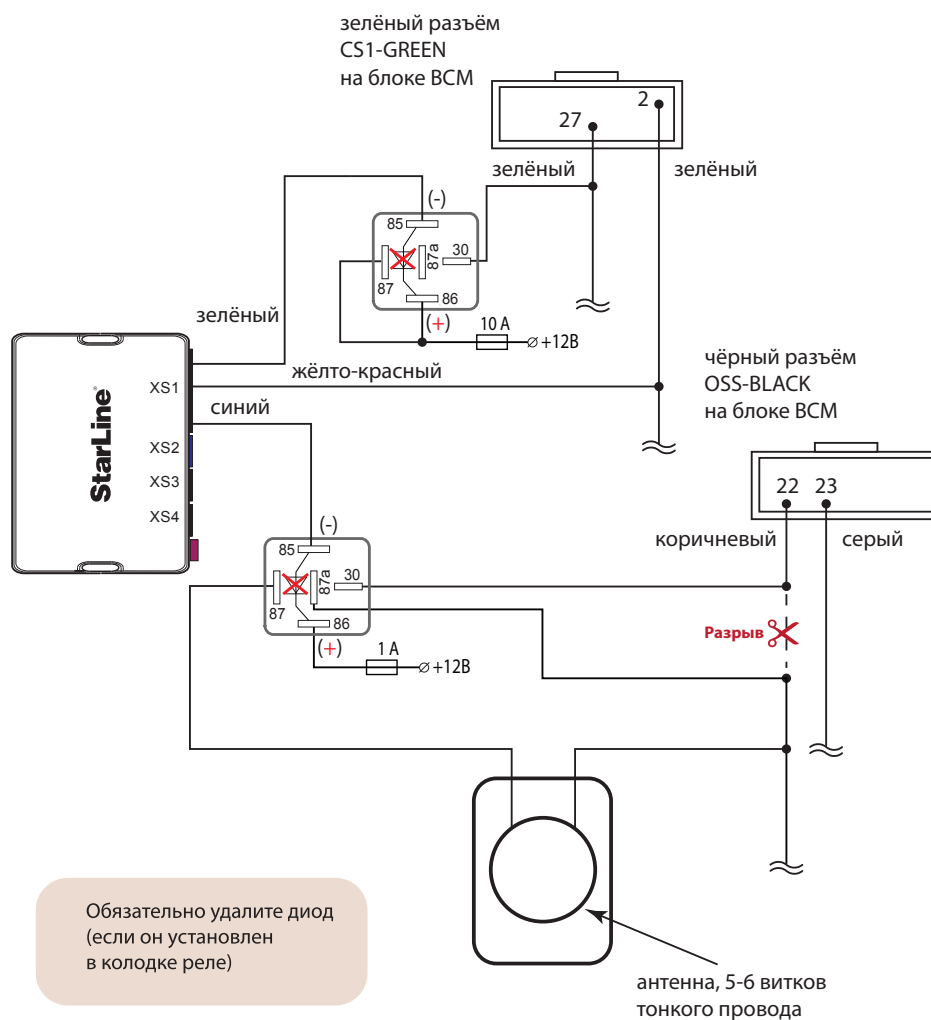 зелёный разъём
CS1-GREEN
на блоке BCM
2
27
зелёный
зелёный
(-)
85
30
87a
87
86
(+)
10 А
+12В
зелёный
жёлто-красный
синий
StarLine®
XS1
XS2
XS3
XS4
чёрный разъём
OSS-BLACK
на блоке BCM
22 23
коричневый
серый
(-)
85
30
87a
87
86
(+)
1 А
+12В
Разрыв
Обязательно удалите диод
(если он установлен
в колодке реле)
антенна, 5-6 витков
тонкого провода